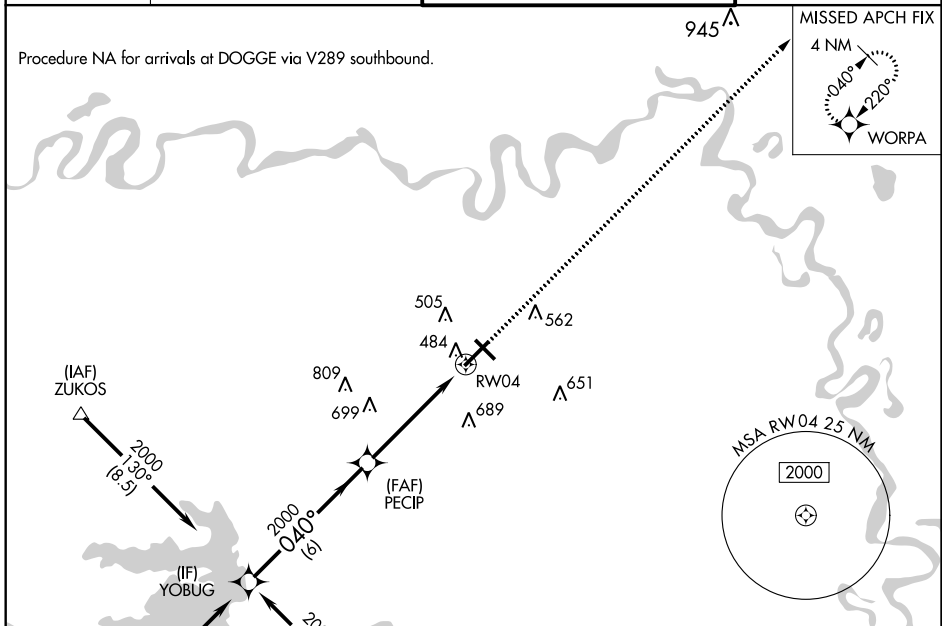 945
MISSED APCH FIX
4 NM
040°
220°
WORPA
Procedure NA for arrivals at DOGGE via V289 southbound.
505
562
484
RW04
809
699
651
689
(IAF)
ZUKOS
2000
130°
(8.5)
(FAF)
PECIP
2000
040°
(6)
MSA RW04 25 NM
2000
(IF)
YOBUG